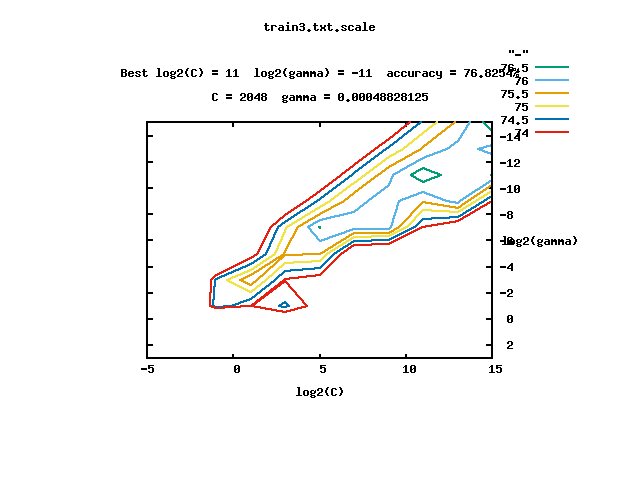 train3.txt.scale
"-"
Best log2(C) = 11  log2(gamma) = -11  accuracy = 76.8254%
76.5
76
C = 2048  gamma = 0.00048828125
75.5
75
74.5
74
-14
-12
-10
-8
-6
log2(gamma)
-4
-2
0
2
-5 0 5 10 15
log2(C)